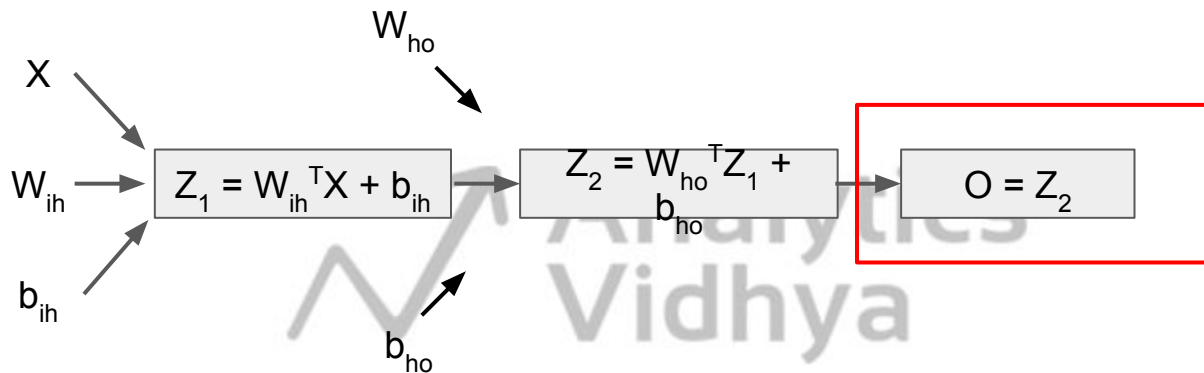 W_ho
X
W_ih
b_ih
Z_1 = W_ih^T X + b_ih
Z_2 = W_ho^T Z_1 +
b_ho
O = Z_2
b_ho
Analytics
Vidhya